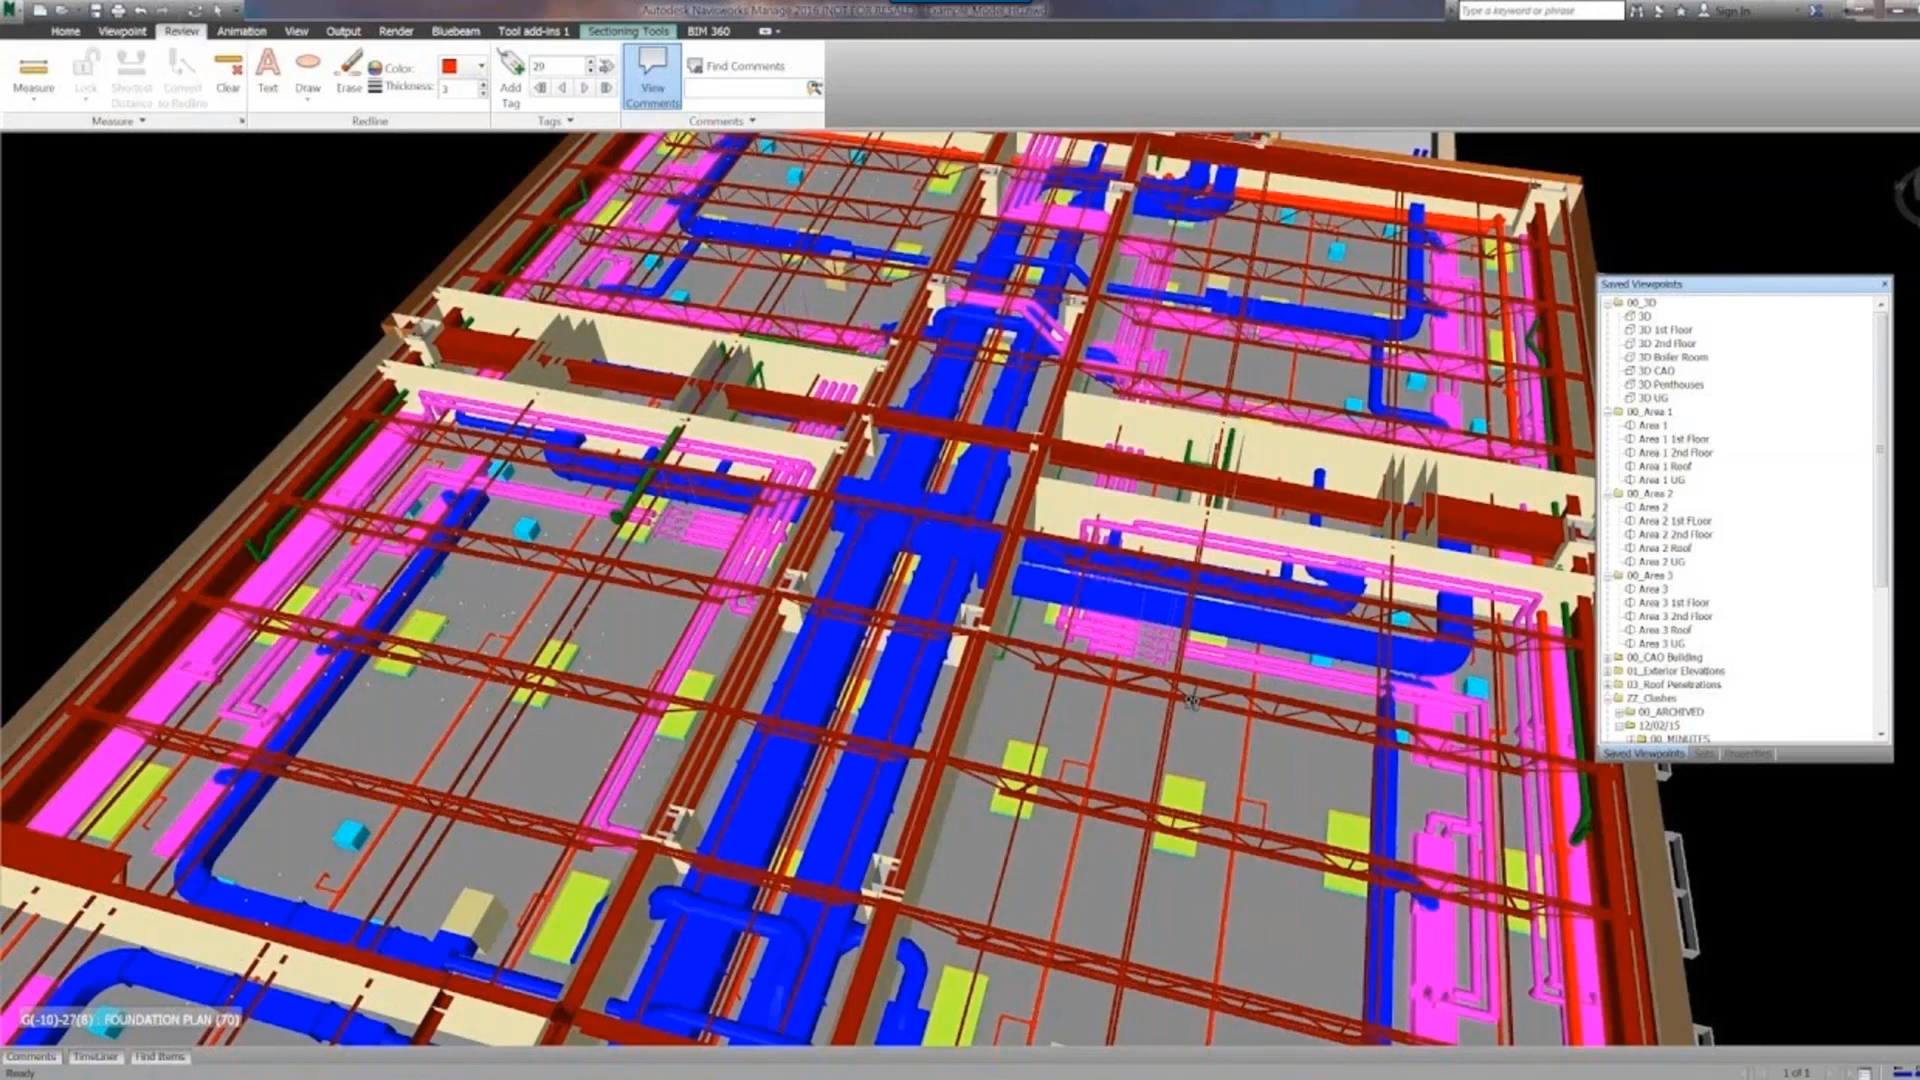 Autodesk Navisworks Manage 2016 (NOT FOR RESALE)
Type a keyword or phrase
Sign In
Home Viewpoint Review Animation View Output Render Bluebeam Tool add-ins 1 Sectioning Tools BIM 360
Measure
Lock
Shortest Distance
Convert to Redline
Clear
Text
Draw
Erase
Color:
Thickness: 3
Add Tag
29
View Comments
Find Comments
Measure
Redline
Tags
Comments
Saved Viewpoints
00_3D
3D
3D 1st Floor
3D 2nd Floor
3D Boiler Room
3D CAO
3D Penthouses
3D UG
00_Area 1
Area 1
Area 1 1st Floor
Area 1 2nd Floor
Area 1 Roof
Area 1 UG
00_Area 2
Area 2
Area 2 1st FLoor
Area 2 2nd Floor
Area 2 Roof
Area 2 UG
00_Area 3
Area 3
Area 3 1st Floor
Area 3 2nd Floor
Area 3 Roof
Area 3 UG
00_CAO Building
01_Exterior Elevations
03_Roof Penetrations
ZZ_Clashes
00_ARCHIVED
12/02/15
00_MINUTES
Saved Viewpoints Sets Properties
G(-10)-27(8) : FOUNDATION PLAN (70)
Comments TimeLiner Find Items
Ready
1 of 1